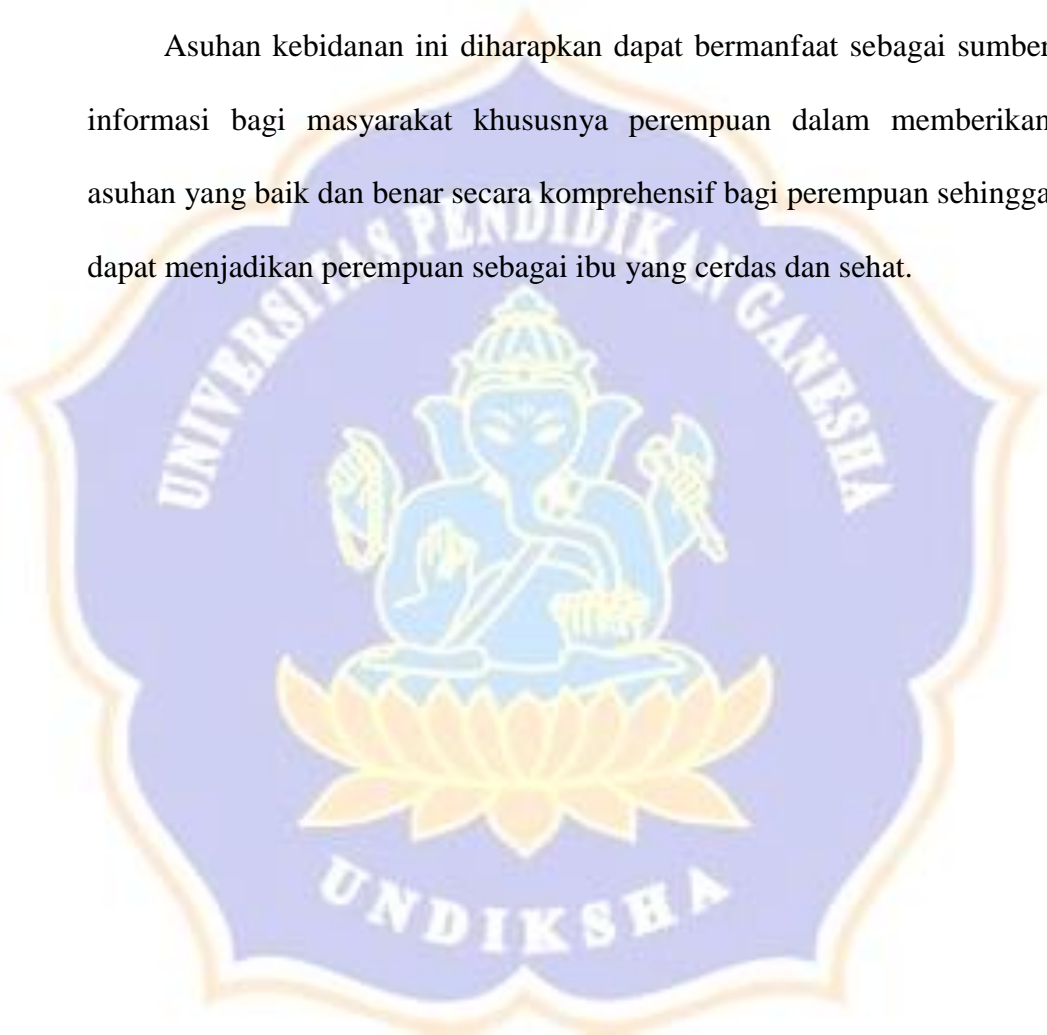 Asuhan kebidanan ini diharapkan dapat bermanfaat sebagai sumber
informasi bagi masyarakat khususnya perempuan dalam memberikan
asuhan yang baik dan benar secara komprehensif bagi perempuan sehingga
dapat menjadikan perempuan sebagai ibu yang cerdas dan sehat.
UNIVERSITAS PENDIDIKAN GANESHA
UNDIKSHA